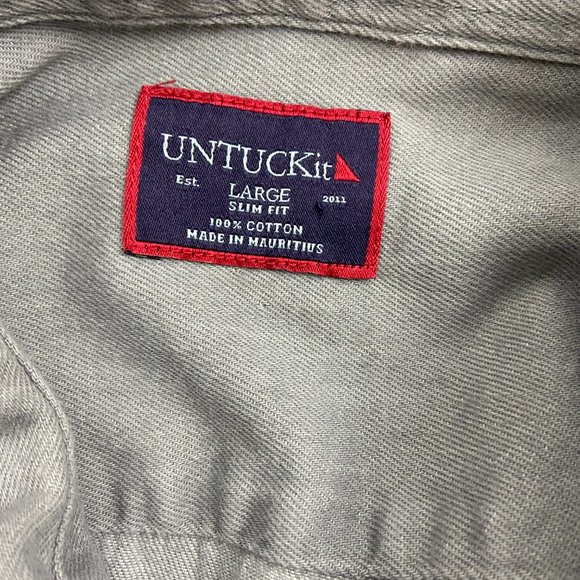 UNTUCKit
Est. LARGE 2011
SLIM FIT
100% COTTON
MADE IN MAURITIUS